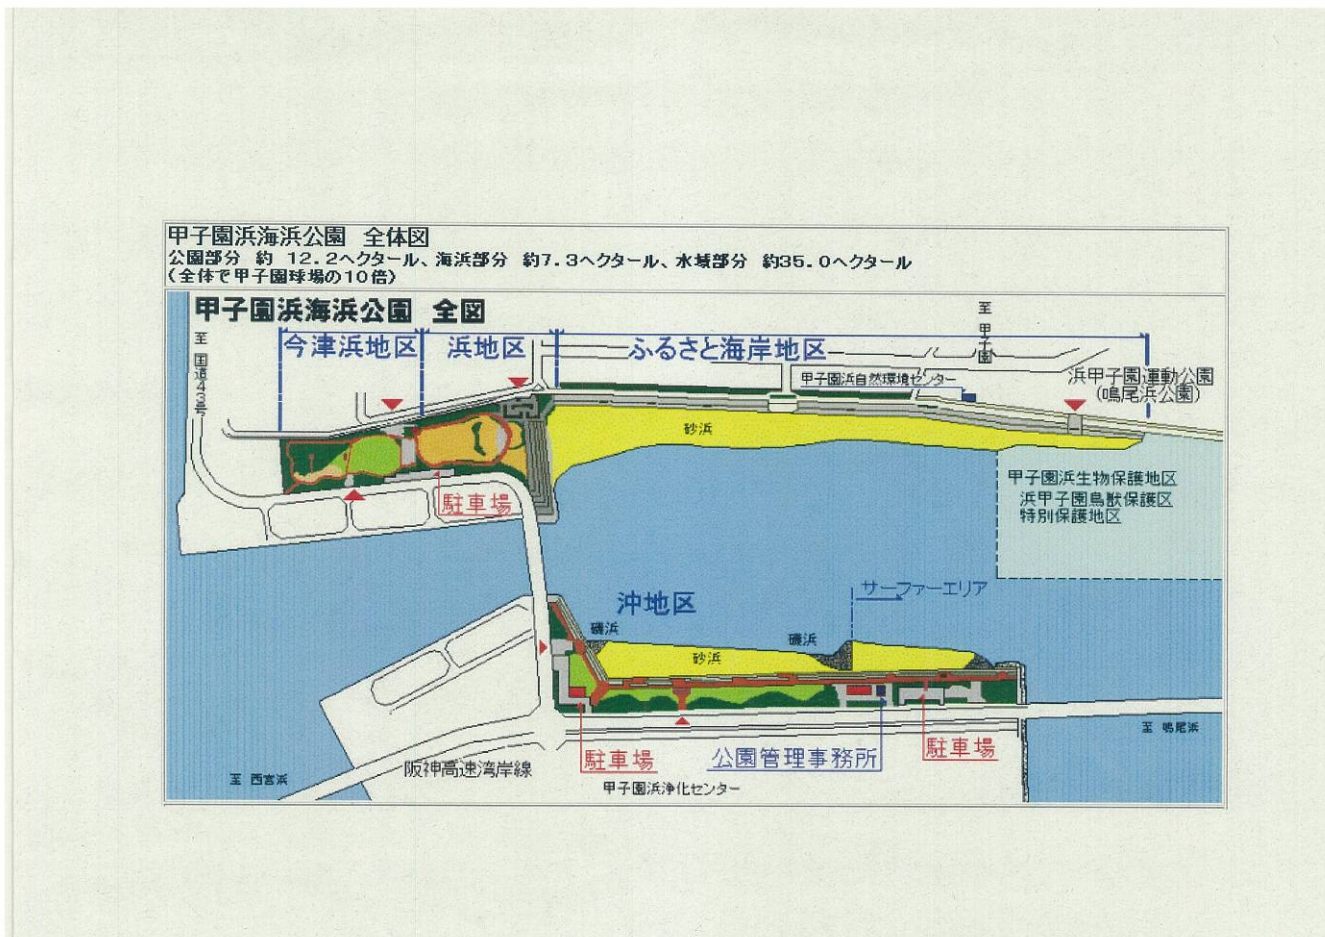 甲子園浜海浜公園 全体図
公園部分 約 12.2ヘクタール、海浜部分 約7.3ヘクタール、水域部分 約35.0ヘクタール
(全体で甲子園球場の10倍)
甲子園浜海浜公園 全図
至 国道43号
今津浜地区
浜地区
ふるさと海岸地区
至 甲子園
甲子園浜自然環境センター
浜甲子園運動公園
(鳴尾浜公園)
砂浜
駐車場
甲子園浜生物保護地区
浜甲子園鳥獣保護区
特別保護地区
沖地区
サーファーエリア
磯浜
磯浜
砂浜
至 鳴尾浜
駐車場
公園管理事務所
駐車場
阪神高速湾岸線
至 西宮浜
甲子園浜浄化センター